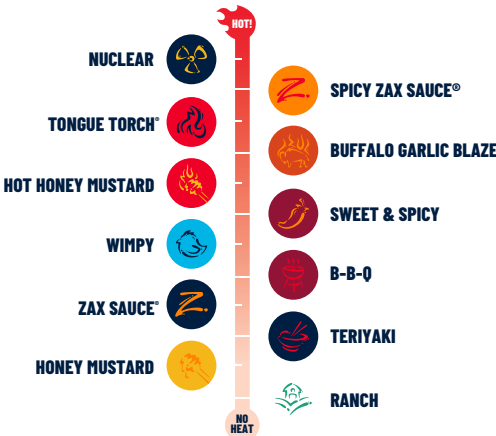 HOT!
NUCLEAR
SPICY ZAX SAUCE®
TONGUE TORCH®
BUFFALO GARLIC BLAZE
HOT HONEY MUSTARD
SWEET & SPICY
WIMPY
B-B-Q
ZAX SAUCE®
TERIYAKI
HONEY MUSTARD
RANCH
NO
HEAT